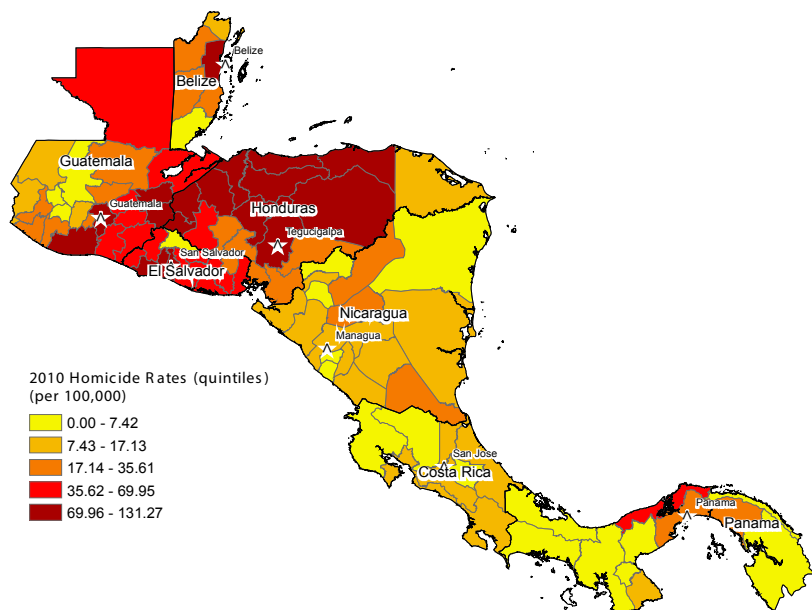 Belize
Belize
Guatemala
Guatemala
Honduras
Tegucigalpa
San Salvador
El Salvador
Nicaragua
Managua
2010 Homicide Rates (quintiles)
(per 100,000)
0.00 - 7.42
7.43 - 17.13
17.14 - 35.61
35.62 - 69.95
69.96 - 131.27
San Jose
Costa Rica
Panama
Panama